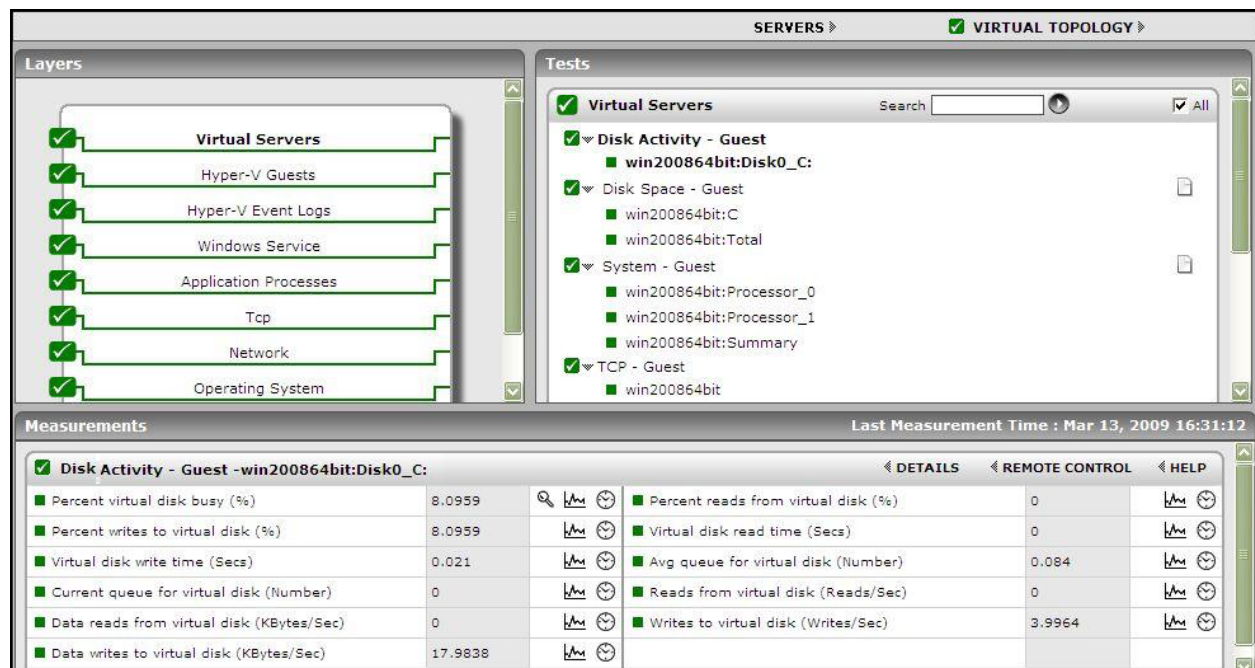 SERVERS VIRTUAL TOPOLOGY
Layers
Virtual Servers
Hyper-V Guests
Hyper-V Event Logs
Windows Service
Application Processes
Tcp
Network
Operating System
Tests
Virtual Servers Search All
Disk Activity - Guest
win200864bit:Disk0_C:
Disk Space - Guest
win200864bit:C
win200864bit:Total
System - Guest
win200864bit:Processor_0
win200864bit:Processor_1
win200864bit:Summary
TCP - Guest
win200864bit
Measurements Last Measurement Time : Mar 13, 2009 16:31:12
Disk Activity - Guest -win200864bit:Disk0_C: DETAILS REMOTE CONTROL HELP
Percent virtual disk busy (%) 8.0959 Percent reads from virtual disk (%) 0
Percent writes to virtual disk (%) 8.0959 Virtual disk read time (Secs) 0
Virtual disk write time (Secs) 0.021 Avg queue for virtual disk (Number) 0.084
Current queue for virtual disk (Number) 0 Reads from virtual disk (Reads/Sec) 0
Data reads from virtual disk (KBytes/Sec) 0 Writes to virtual disk (Writes/Sec) 3.9964
Data writes to virtual disk (KBytes/Sec) 17.9838